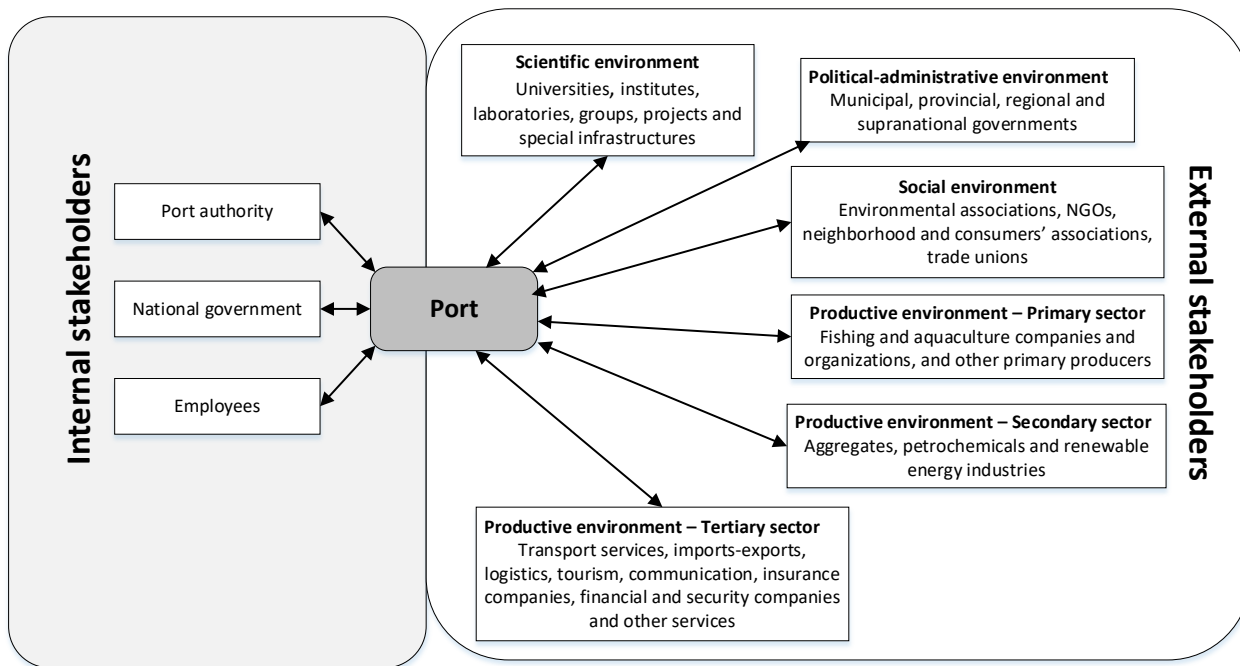 Internal stakeholders
Port authority
National government
Employees
Port
Scientific environment
Universities, institutes,
laboratories, groups, projects and
special infrastructures
Political-administrative environment
Municipal, provincial, regional and
supranational governments
Social environment
Environmental associations, NGOs,
neighborhood and consumers’ associations,
trade unions
Productive environment – Primary sector
Fishing and aquaculture companies and
organizations, and other primary producers
Productive environment – Secondary sector
Aggregates, petrochemicals and renewable
energy industries
Productive environment – Tertiary sector
Transport services, imports-exports,
logistics, tourism, communication, insurance
companies, financial and security companies
and other services
External stakeholders